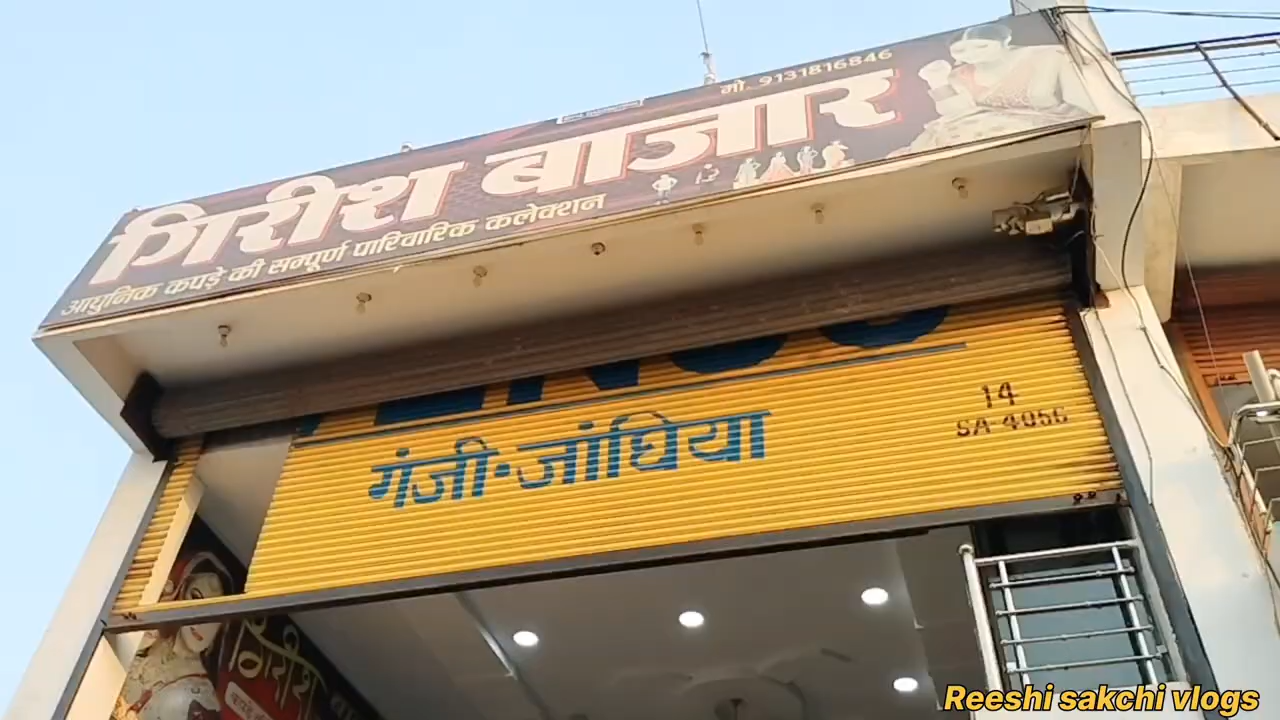 मो. 9131816846
गिरीश बाजार
आधुनिक कपड़े की सम्पूर्ण पारिवारिक कलेक्शन
गंजी-जांघिया
14
SA 4056
गिरीश
Reeshi sakchi vlogs